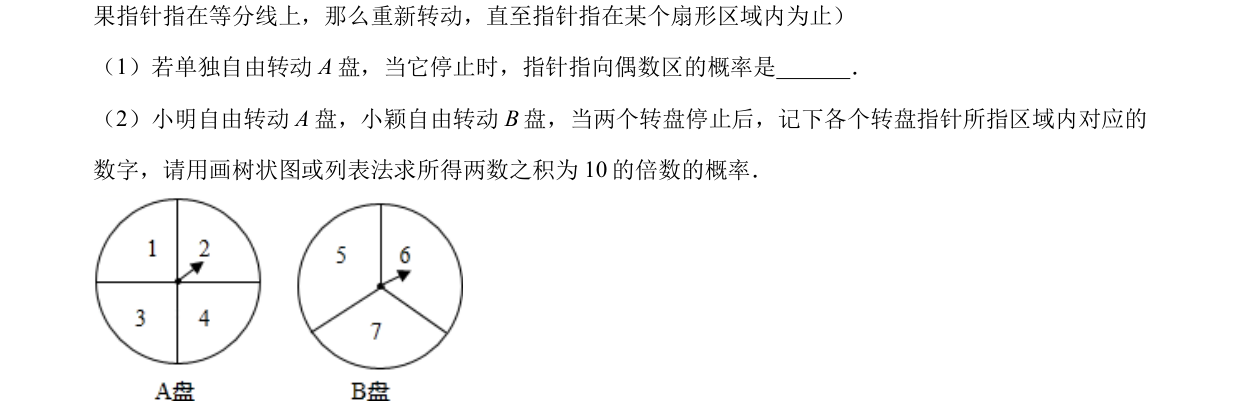 果指针指在等分线上，那么重新转动，直至指针指在某个扇形区域内为止）
（1）若单独自由转动 A 盘，当它停止时，指针指向偶数区的概率是______．
（2）小明自由转动 A 盘，小颖自由转动 B 盘，当两个转盘停止后，记下各个转盘指针所指区域内对应的
数字，请用画树状图或列表法求所得两数之积为 10 的倍数的概率．
1 2
3 4
A盘
5 6
7
B盘